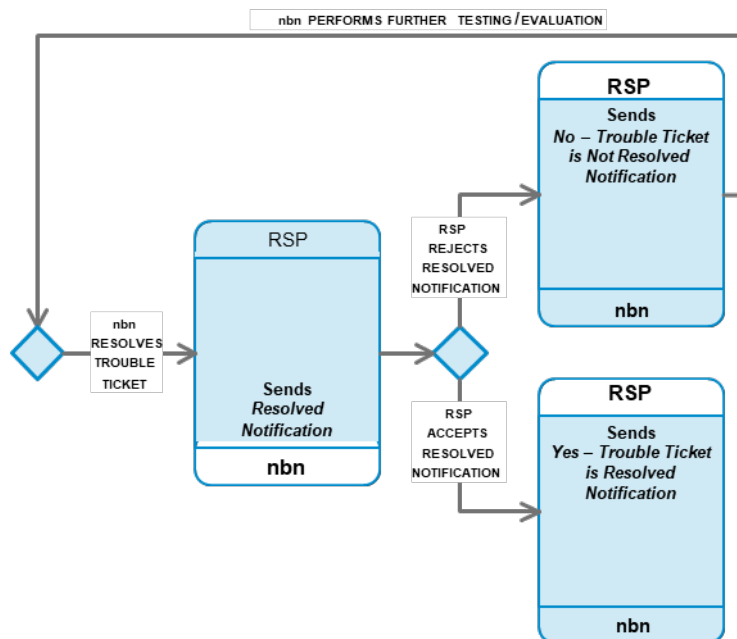 nbn PERFORMS FURTHER TESTING/EVALUATION
RSP
Sends
No – Trouble Ticket
is Not Resolved
Notification
nbn
RSP
REJECTS
RESOLVED
NOTIFICATION
RSP
Sends
Resolved
Notification
nbn
nbn
RESOLVES
TROUBLE
TICKET
RSP
ACCEPTS
RESOLVED
NOTIFICATION
RSP
Sends
Yes – Trouble Ticket
is Resolved
Notification
nbn